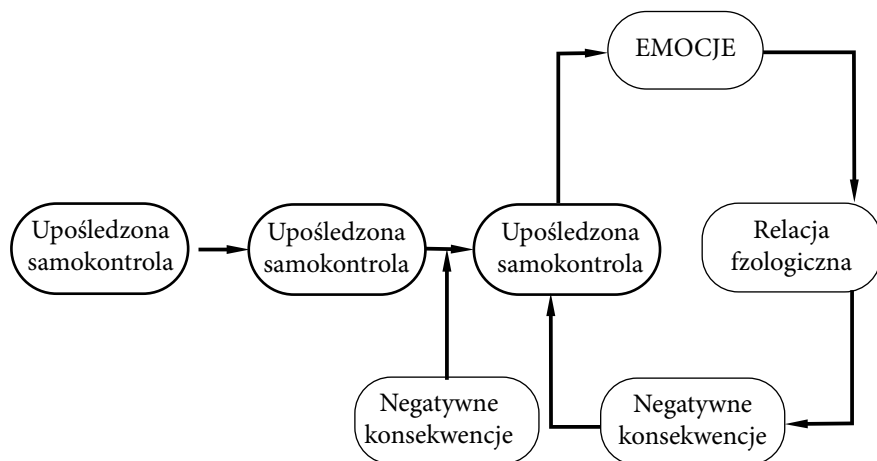 EMOCJE
Upośledzona
samokontrola
Upośledzona
samokontrola
Upośledzona
samokontrola
Relacja
fzologiczna
Negatywne
konsekwencje
Negatywne
konsekwencje